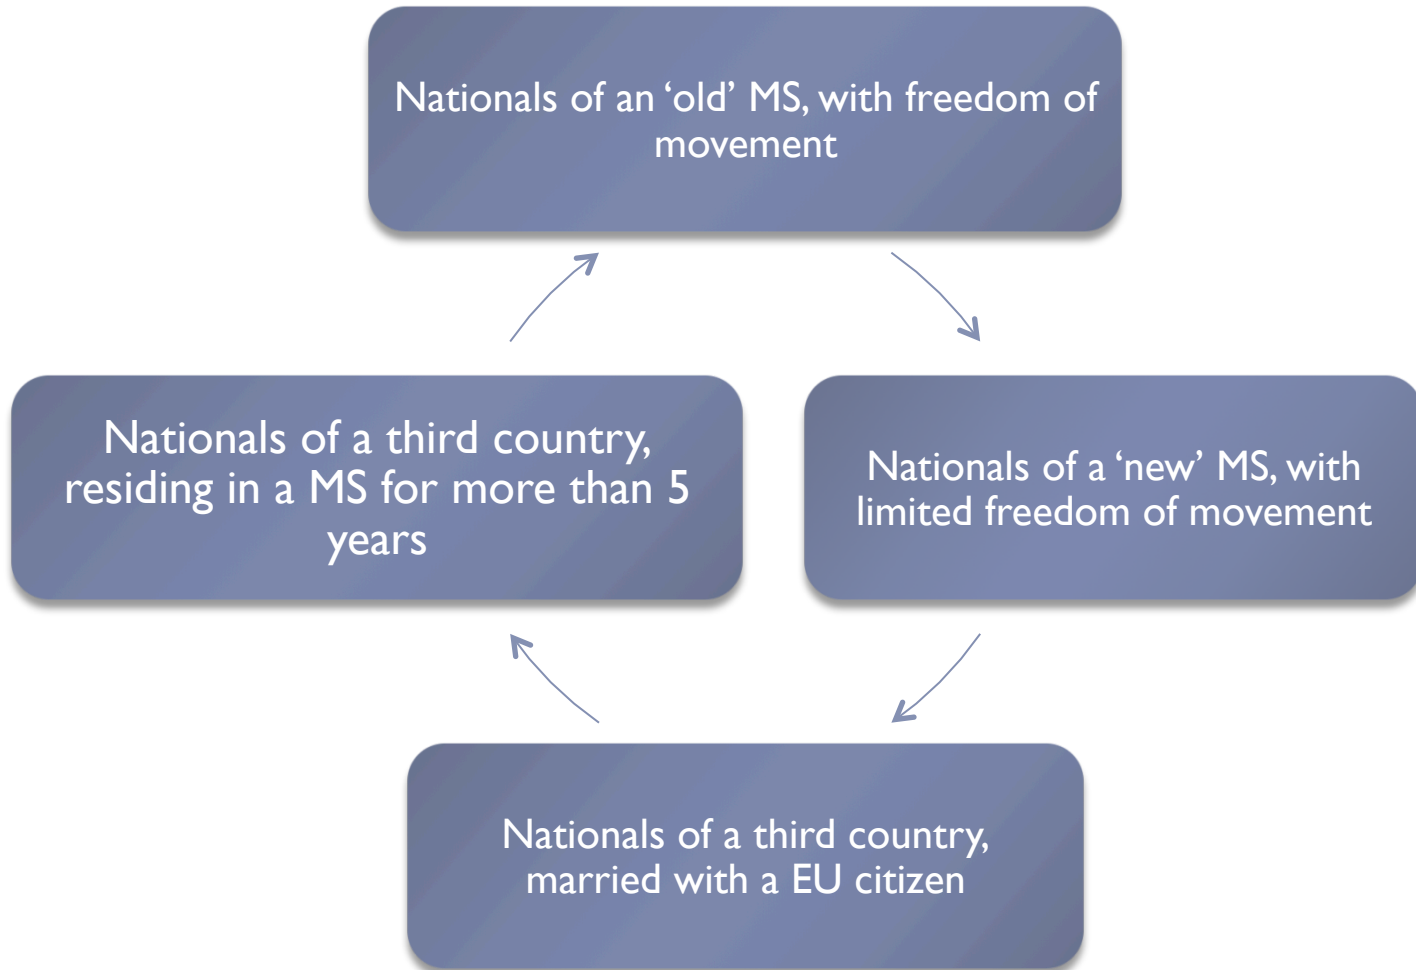 Nationals of an ‘old’ MS, with freedom of
movement
Nationals of a third country,
residing in a MS for more than 5
years
Nationals of a ‘new’ MS, with
limited freedom of movement
Nationals of a third country,
married with a EU citizen